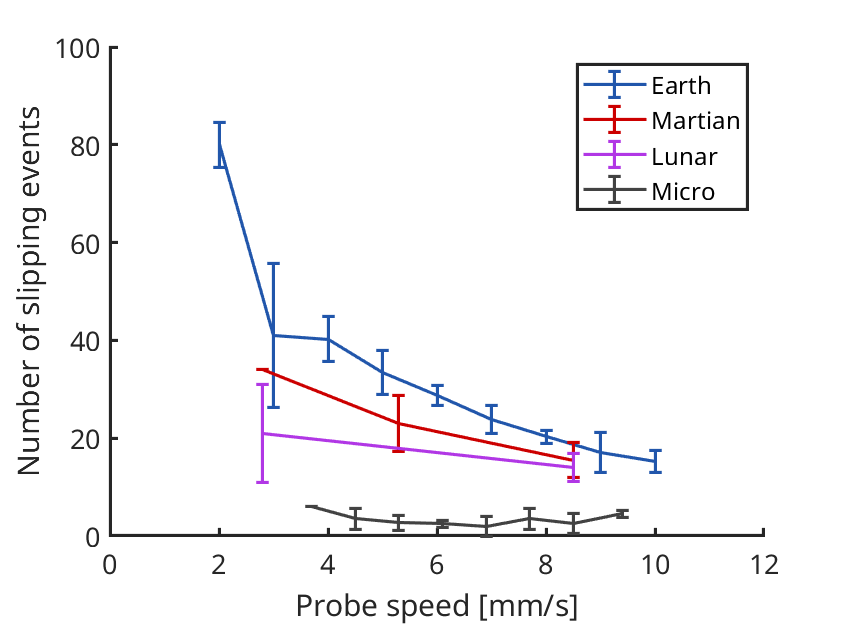 100
80
60
40
20
0
0 2 4 6 8 10 12
Number of slipping events
Probe speed [mm/s]
Earth
Martian
Lunar
Micro